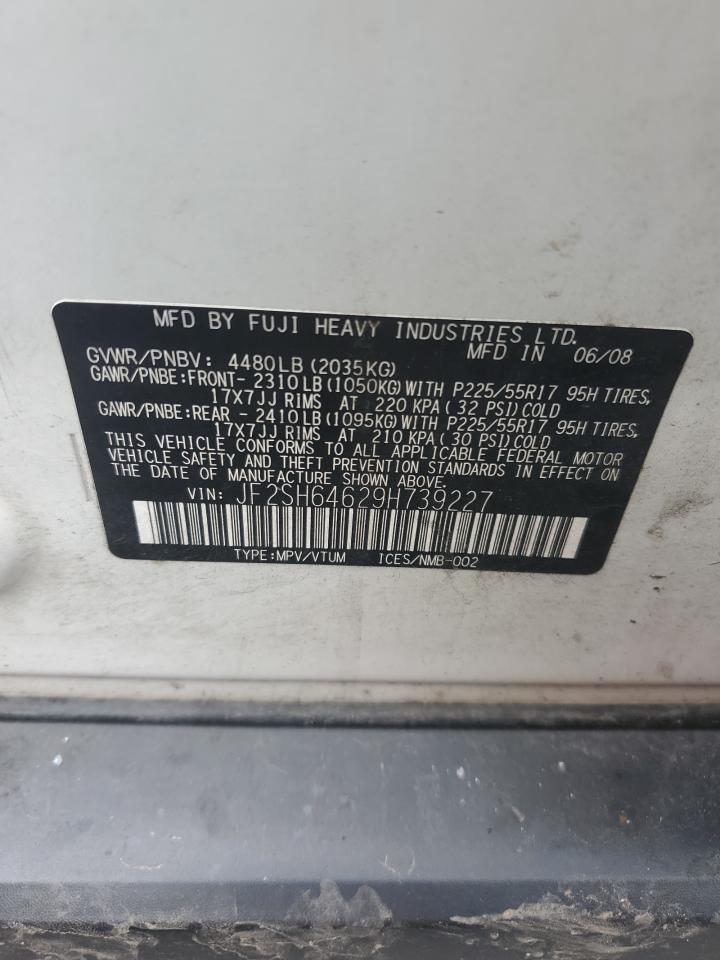 MFD BY FUJI HEAVY INDUSTRIES LTD.
MFD IN 06/08
GVWR/PNBV: 4480LB(2035KG)
GAWR/PNBE:FRONT- 2310LB(1050KG)WITH P225/55R17 95H TIRES,
17X7JJ RIMS AT 220 KPA(32 PSI)COLD
GAWR/PNBE:REAR -2410LB(1095KG)WITH P225/55R17 95H TIRES,
17X7JJ RIMS AT 210 KPA(30 PSI)COLD
THIS VEHICLE CONFORMS TO ALL APPLICABLE FEDERAL MOTOR
VEHICLE SAFETY AND THEFT PREVENTION STANDARDS IN EFFECT ON
THE DATE OF MANUFACTURE SHOWN ABOVE.
VIN: JF2SH64629H739227
TYPE:MPV/VTUM ICES/NMB-002